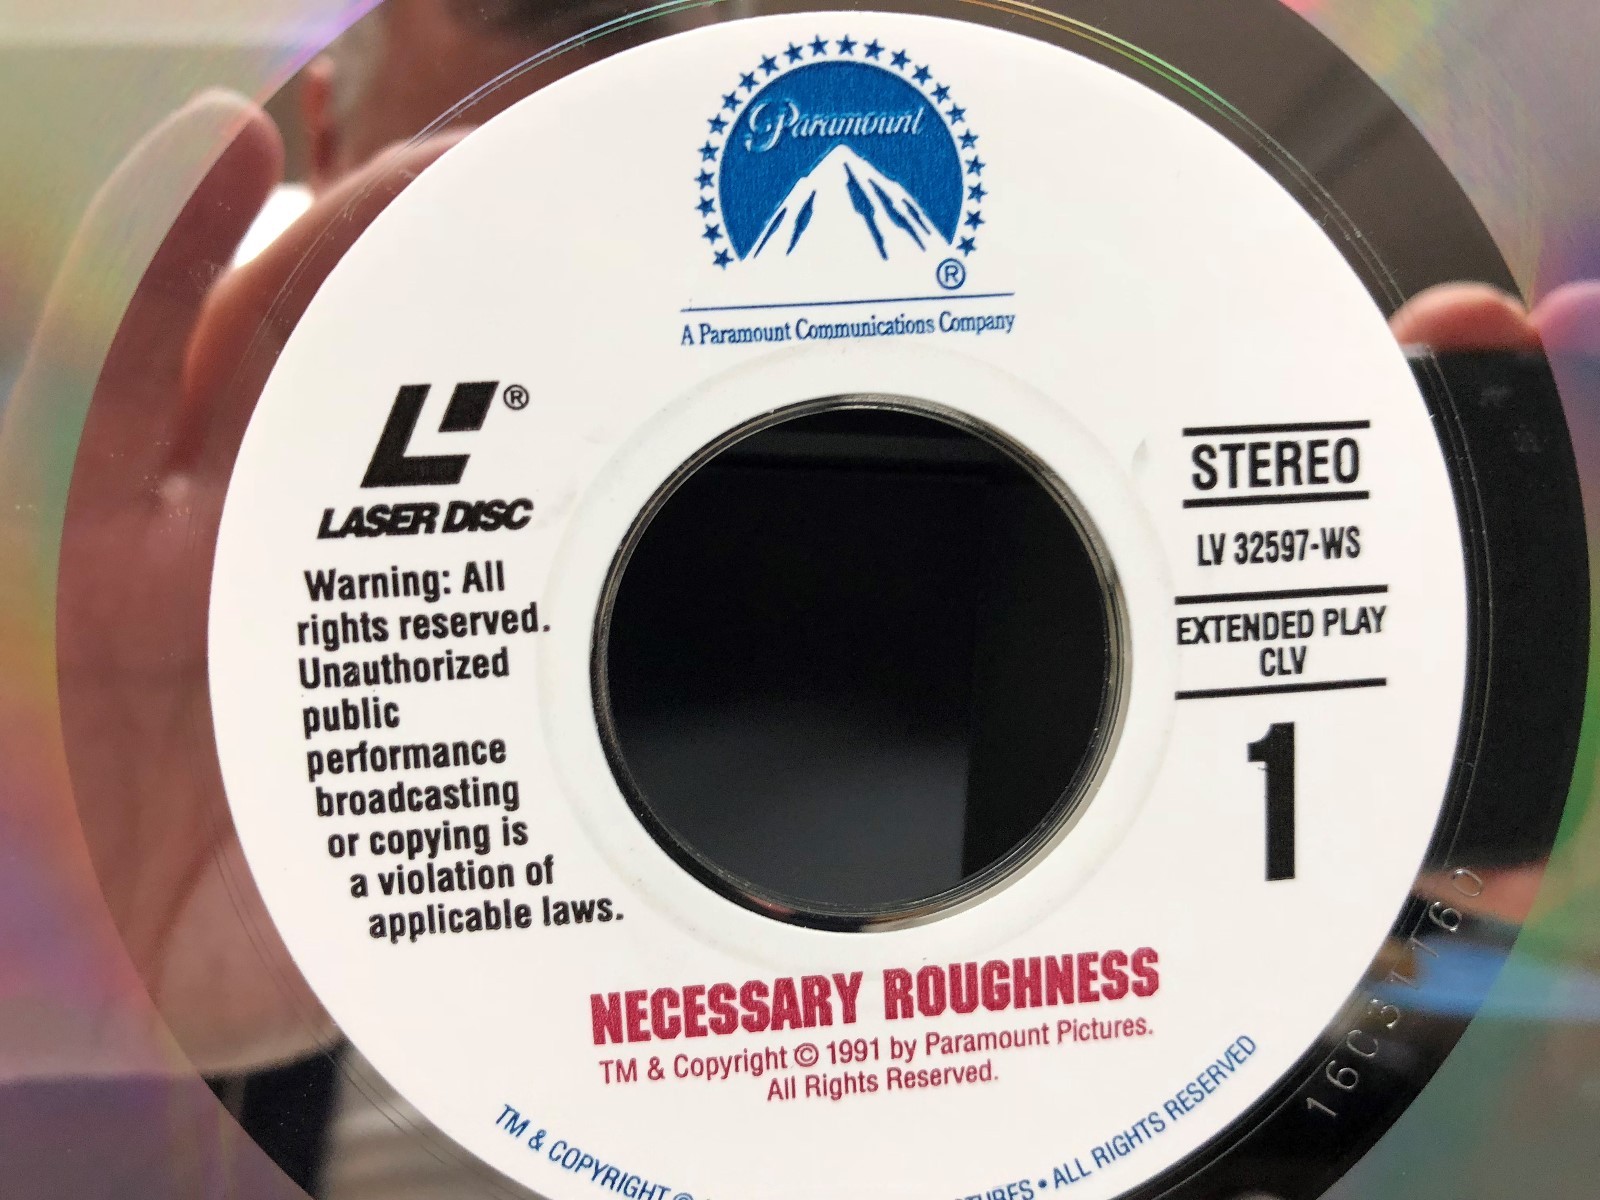 Paramount
®
A Paramount Communications Company
®
LASER DISC
Warning: All
rights reserved.
Unauthorized
public
performance
broadcasting
or copying is
a violation of
applicable laws.
STEREO
LV 32597-WS
EXTENDED PLAY
CLV
1
NECESSARY ROUGHNESS
TM & Copyright © 1991 by Paramount Pictures.
All Rights Reserved.
TM & COPYRIGHT ©
• ALL RIGHTS RESERVED